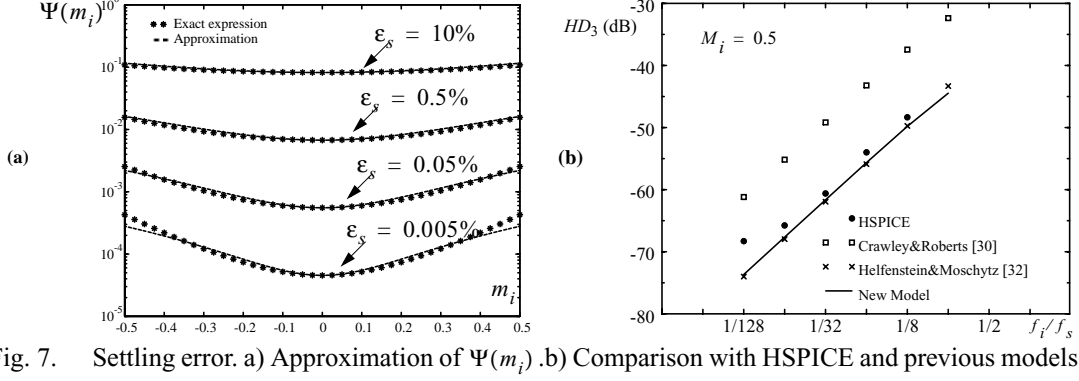 Ψ(m_i)
10^0
10^-1
10^-2
10^-3
10^-4
10^-5
Exact expression
Approximation
ε_s = 10%
ε_s = 0.5%
ε_s = 0.05%
ε_s = 0.005%
m_i
-0.5 -0.4 -0.3 -0.2 -0.1 0 0.1 0.2 0.3 0.4 0.5
(a)
HD_3 (dB)
-30
-40
-50
-60
-70
-80
M_i = 0.5
(b)
HSPICE
Crawley&Roberts [30]
Helfenstein&Moschytz [32]
New Model
1/128 1/32 1/8 1/2 f_i/f_s
ig. 7. Settling error. a) Approximation of Ψ(m_i) .b) Comparison with HSPICE and previous models